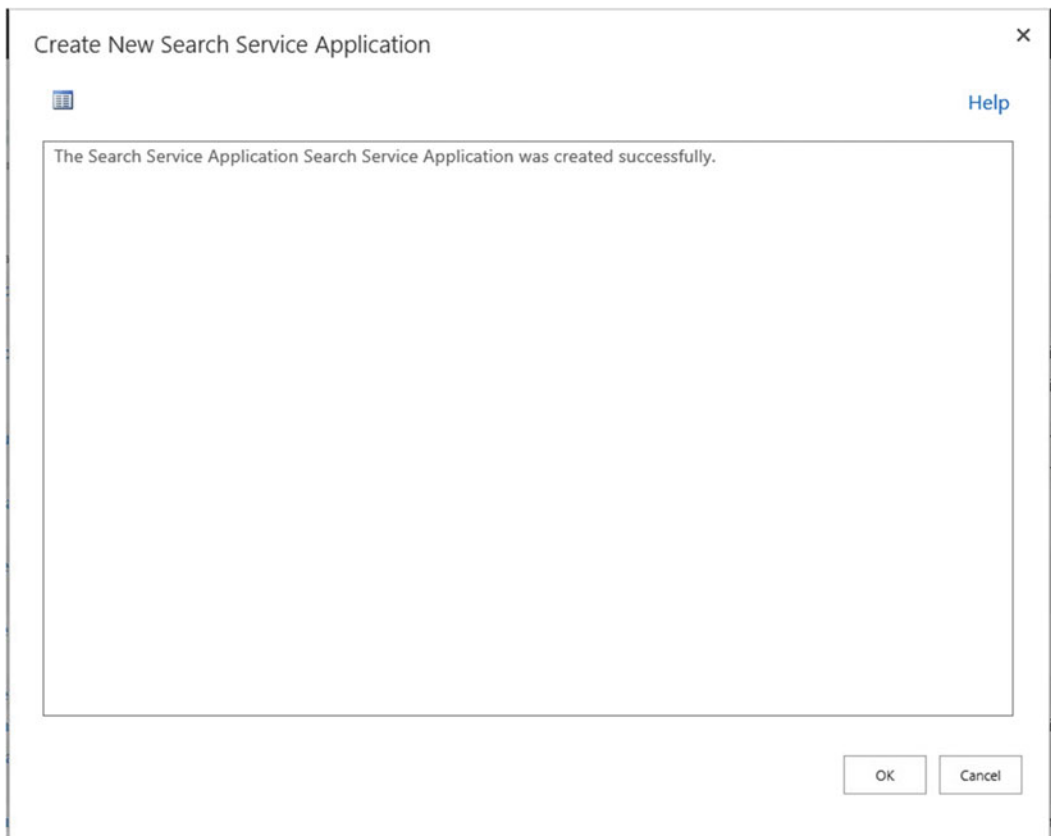 Create New Search Service Application
Help
The Search Service Application Search Service Application was created successfully.
OK
Cancel